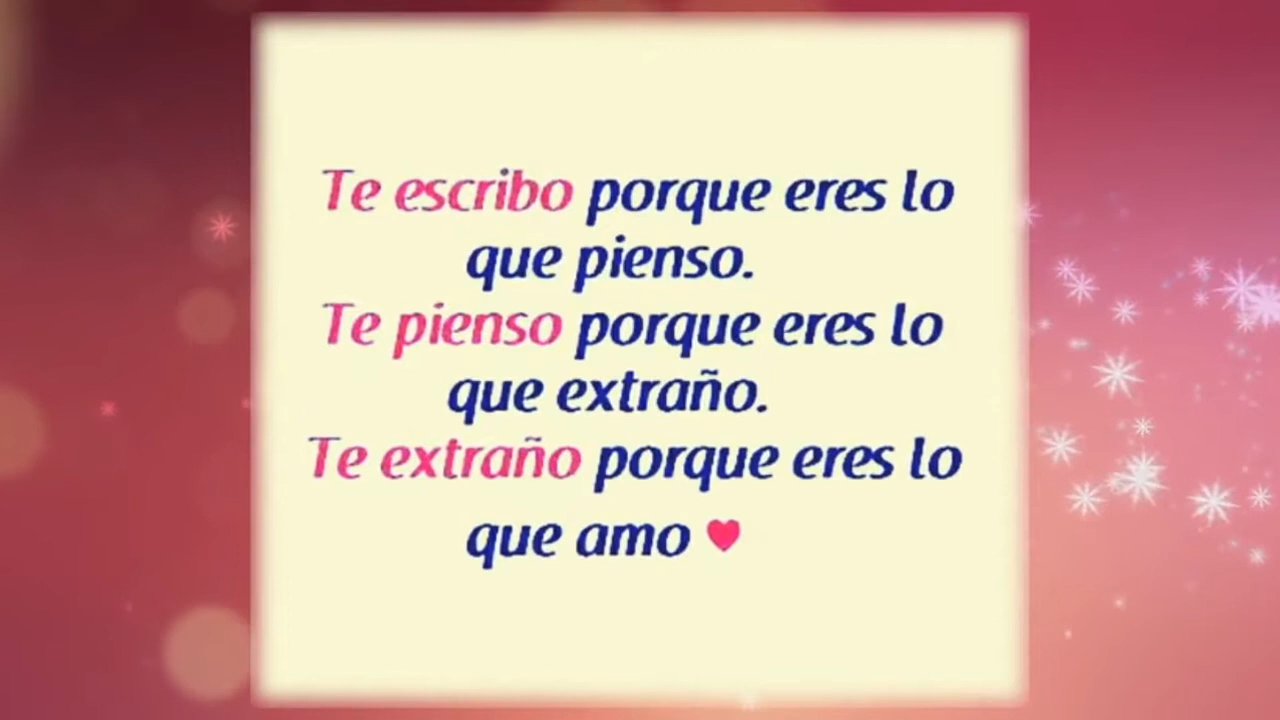 Te escribo porque eres lo
que pienso.
Te pienso porque eres lo
que extraño.
Te extraño porque eres lo
que amo ♥